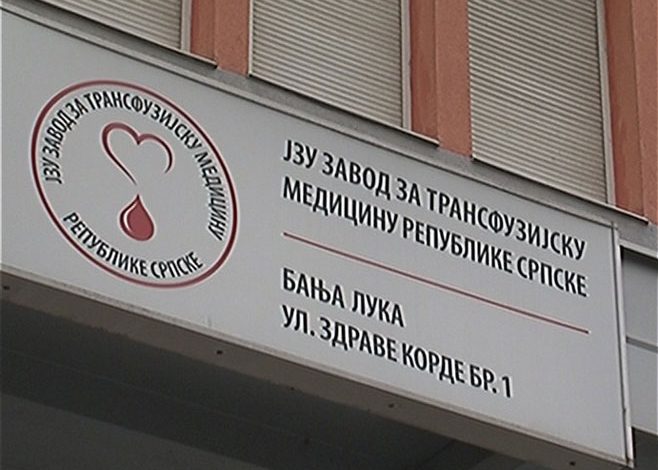 ЈЗУ ЗАВОД ЗА ТРАНСФУЗИЈСКУ МЕДИЦИНУ
РЕПУБЛИКЕ СРПСКЕ
ЈЗУ ЗАВОД ЗА ТРАНСФУЗИЈСКУ
МЕДИЦИНУ РЕПУБЛИКЕ СРПСКЕ
БАЊА ЛУКА
УЛ. ЗДРАВЕ КОРДЕ БР. 1